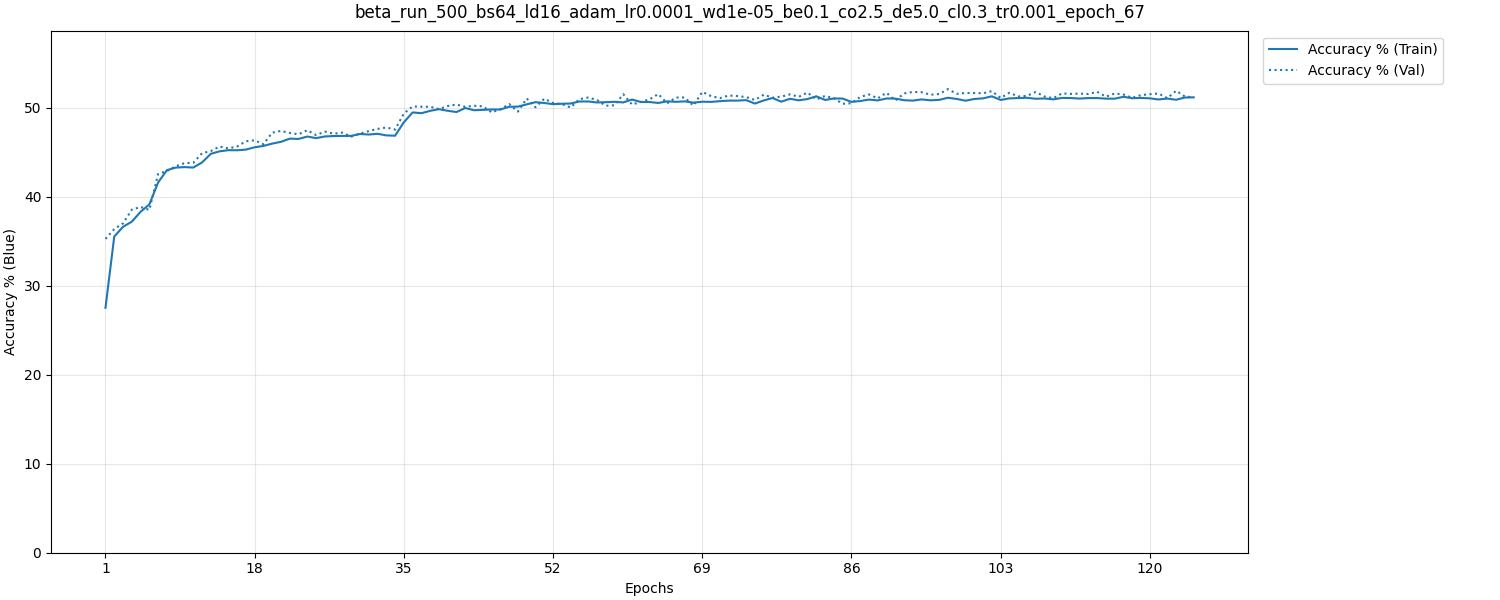 beta_run_500_bs64_ld16_adam_lr0.0001_wd1e-05_be0.1_co2.5_de5.0_cl0.3_tr0.001_epoch_67
Accuracy % (Train)
Accuracy % (Val)
Accuracy % (Blue)
50
40
30
20
10
0
1 18 35 52 69 86 103 120
Epochs